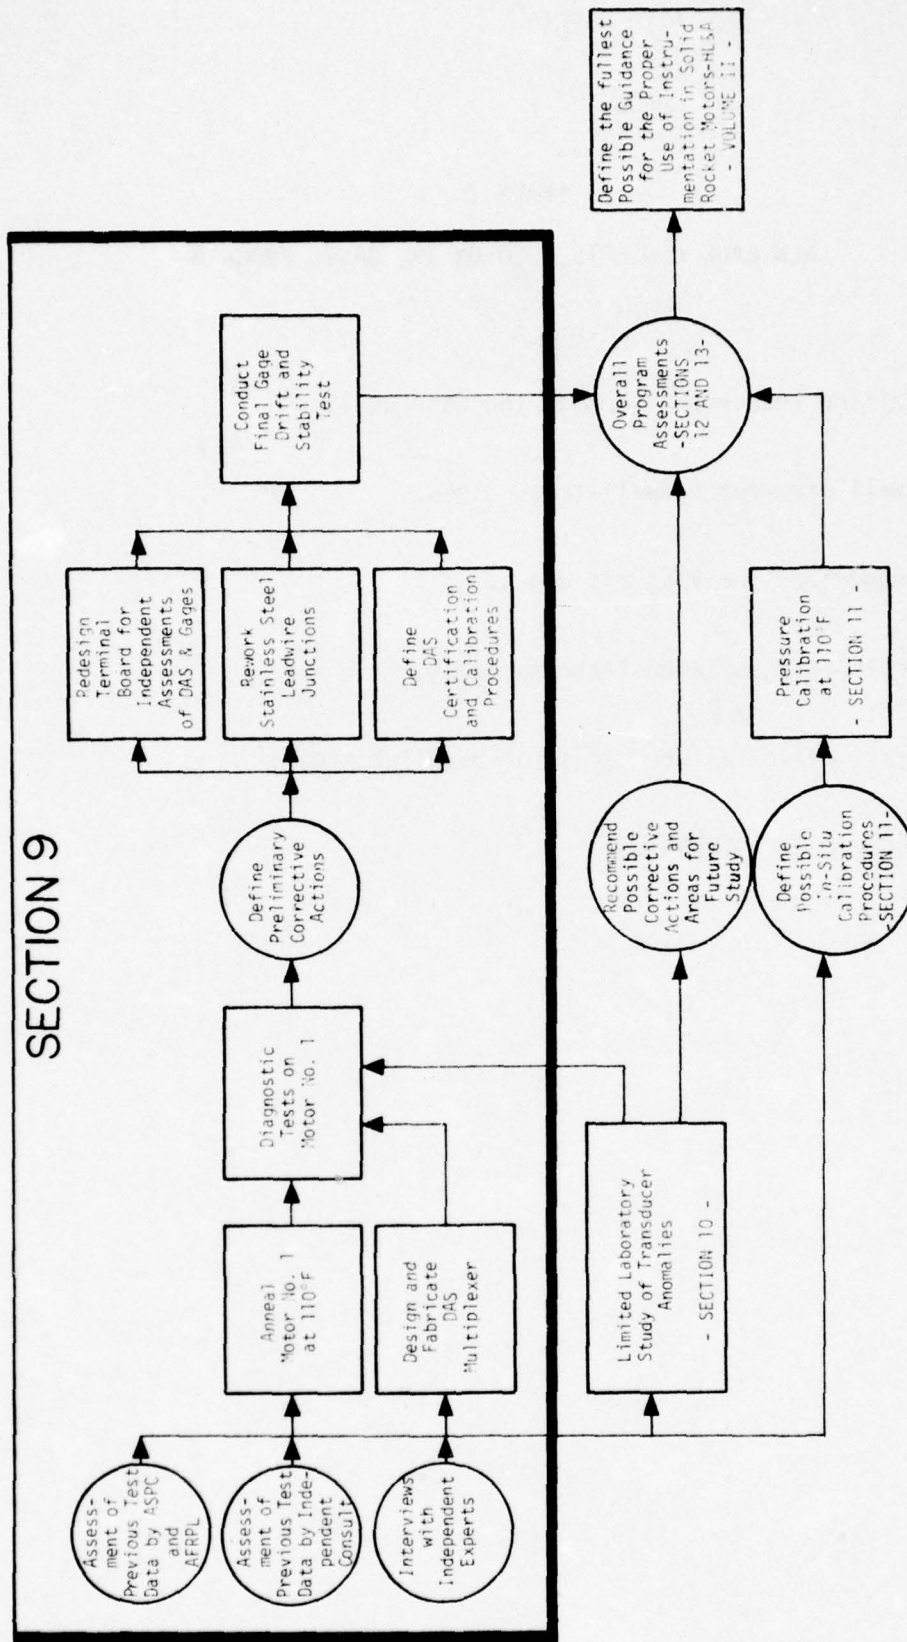 SECTION 9
Assess-
ment of
Previous Test
Data by ASPC
and
AFRPL
Assess-
ment of
Previous Test
Data by Inde-
pendent
Consult
Interviews
with
Independent
Experts
Anneal
Motor No. 1
at 110°F
Design and
Fabricate
DAS
Multiplexer
Diagnostic
Tests on
Motor No. 1
Define
Preliminary
Corrective
Actions
Redesign
Terminal
Board for
Independent
Assessments
of DAS & Gages
Rework
Stainless Steel
Leadwire
Junctions
Define
DAS
Certification
and Calibration
Procedures
Conduct
Final Gage
Drift and
Stability
Test
Limited Laboratory
Study of Transducer
Anomalies
- SECTION 10 -
Recommend
Possible
Corrective
Actions and
Areas for
Future
Study
Define
Possible
in-Situ
Calibration
Procedures
-SECTION 11-
Pressure
Calibration
at 110°F
- SECTION 11 -
Overall
Program
Assessments
-SECTIONS
12 AND 13-
Define the fullest
Possible Guidance
for the Proper
Use of Instru-
mentation in Solid
Rocket Motors-HL&A
- VOLUME II -